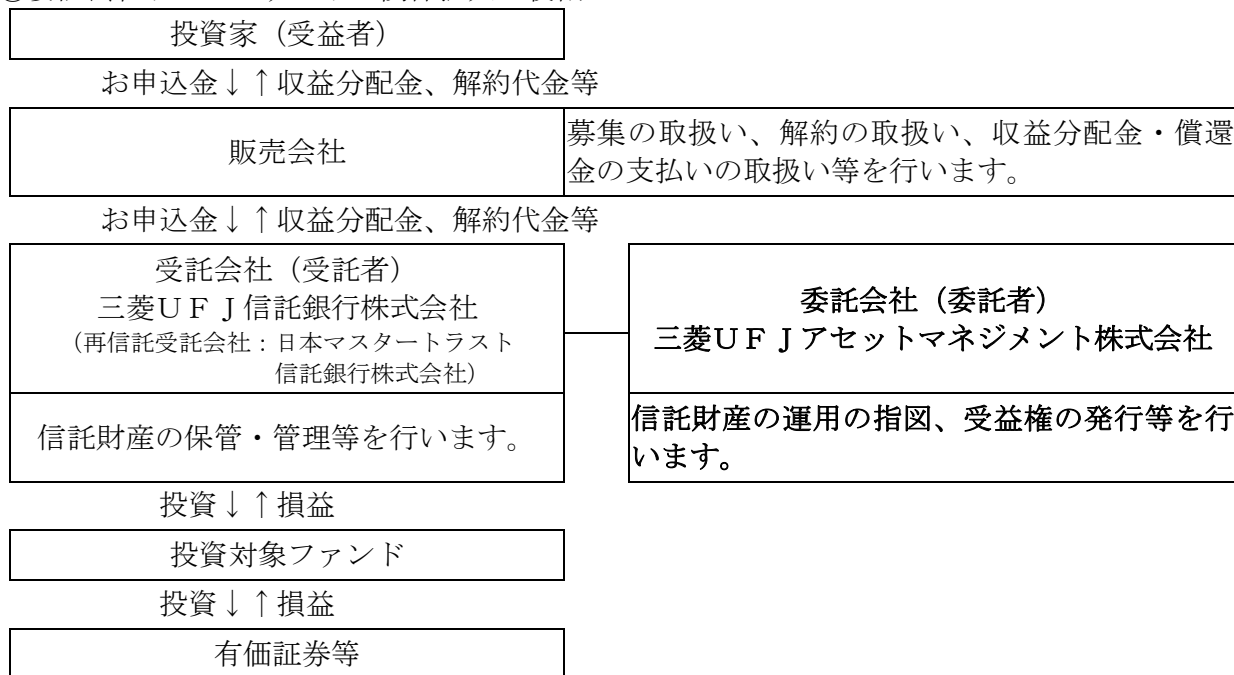 投資家（受益者）
お申込金↓↑収益分配金、解約代金等
販売会社
募集の取扱い、解約の取扱い、収益分配金・償還
金の支払いの取扱い等を行います。
お申込金↓↑収益分配金、解約代金等
受託会社（受託者）
三菱ＵＦＪ信託銀行株式会社
（再信託受託会社：日本マスタートラスト
信託銀行株式会社）
委託会社（委託者）
三菱ＵＦＪアセットマネジメント株式会社
信託財産の保管・管理等を行います。
信託財産の運用の指図、受益権の発行等を行
います。
投資↓↑損益
投資対象ファンド
投資↓↑損益
有価証券等